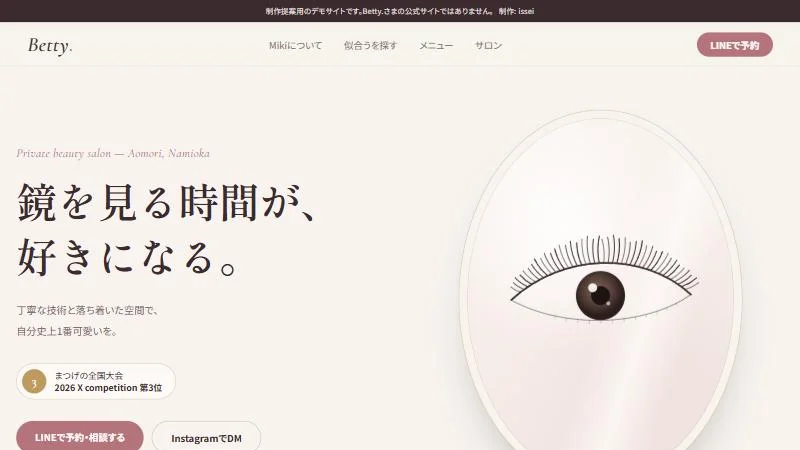 制作提案用のデモサイトです。Betty.さまの公式サイトではありません。 制作: issei
Betty.
Mikiについて 似合うを探す メニュー サロン
LINEで予約
Private beauty salon — Aomori, Namioka
鏡を見る時間が、
好きになる。
丁寧な技術と落ち着いた空間で、
自分史上1番可愛いを。
3
まつげの全国大会
2026 X competition 第3位
LINEで予約・相談する
InstagramでDM